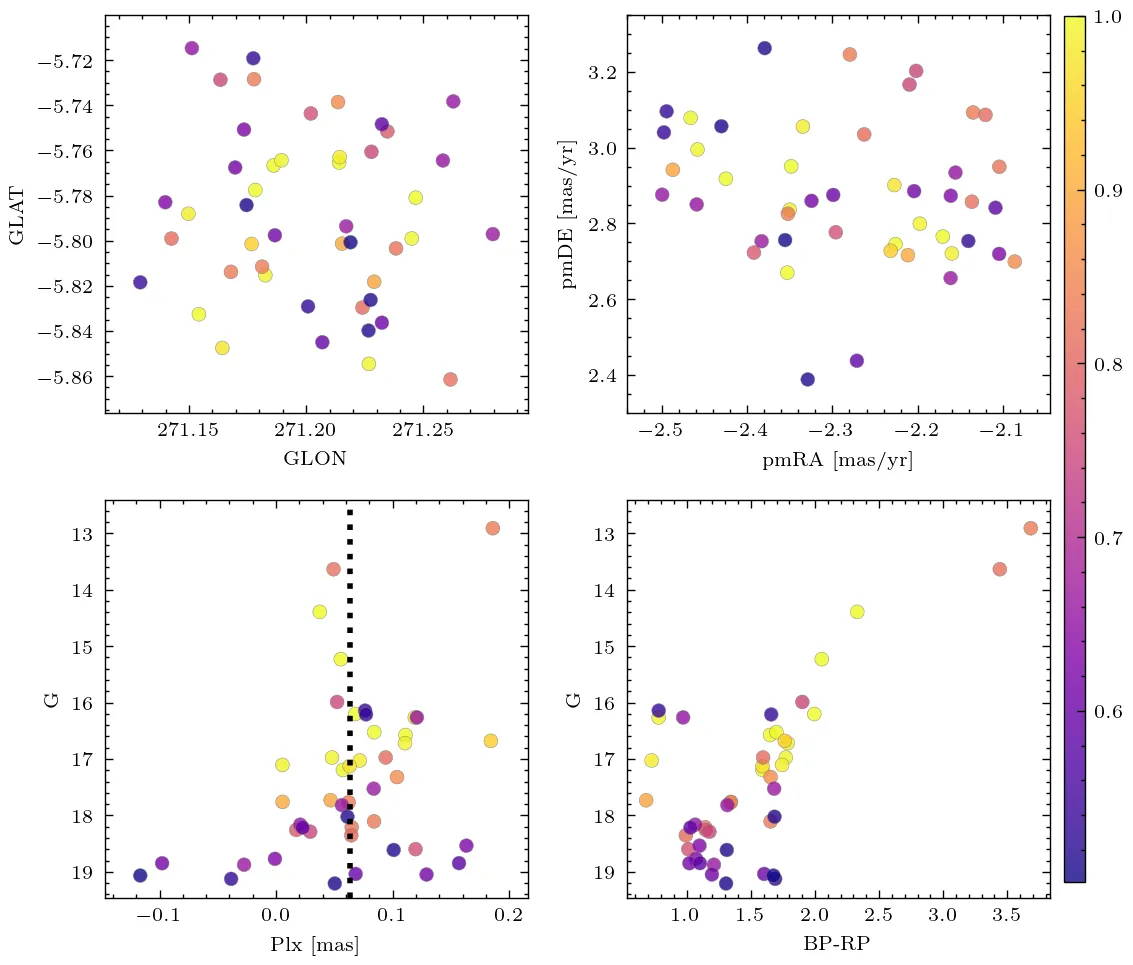 −5.72
−5.74
−5.76
−5.78
−5.80
−5.82
−5.84
−5.86
GLAT
271.15 271.20 271.25
GLON
3.2
3.0
2.8
2.6
2.4
pmDE [mas/yr]
−2.5 −2.4 −2.3 −2.2 −2.1
pmRA [mas/yr]
1.0
0.9
0.8
0.7
0.6
13
14
15
16
17
18
19
G
−0.1 0.0 0.1 0.2
Plx [mas]
13
14
15
16
17
18
19
G
1.0 1.5 2.0 2.5 3.0 3.5
BP-RP